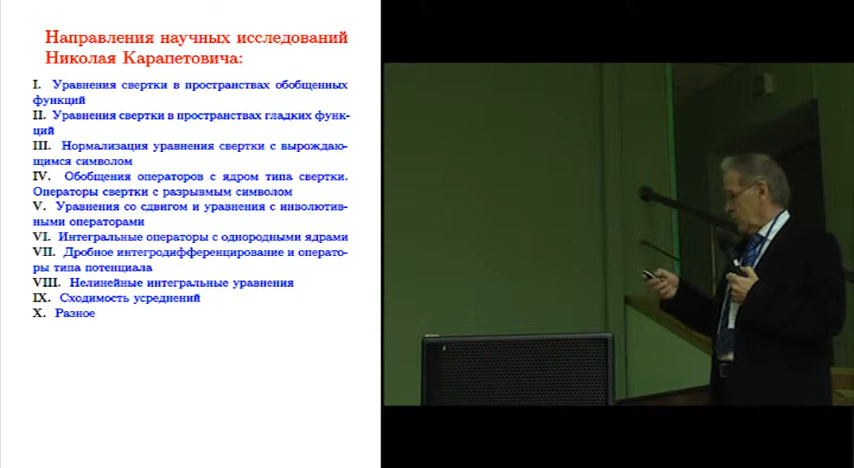 Направления научных исследований
Николая Карапетовича:
I. Уравнения свертки в пространствах обобщенных
функций
II. Уравнения свертки в пространствах гладких функ-
ций
III. Нормализация уравнения свертки с вырождаю-
щимся символом
IV. Обобщения операторов с ядром типа свертки.
Операторы свертки с разрывным символом
V. Уравнения со сдвигом и уравнения с инволютив-
ными операторами
VI. Интегральные операторы с однородными ядрами
VII. Дробное интегродифференцирование и операто-
ры типа потенциала
VIII. Нелинейные интегральные уравнения
IX. Сходимость усреднений
X. Разное